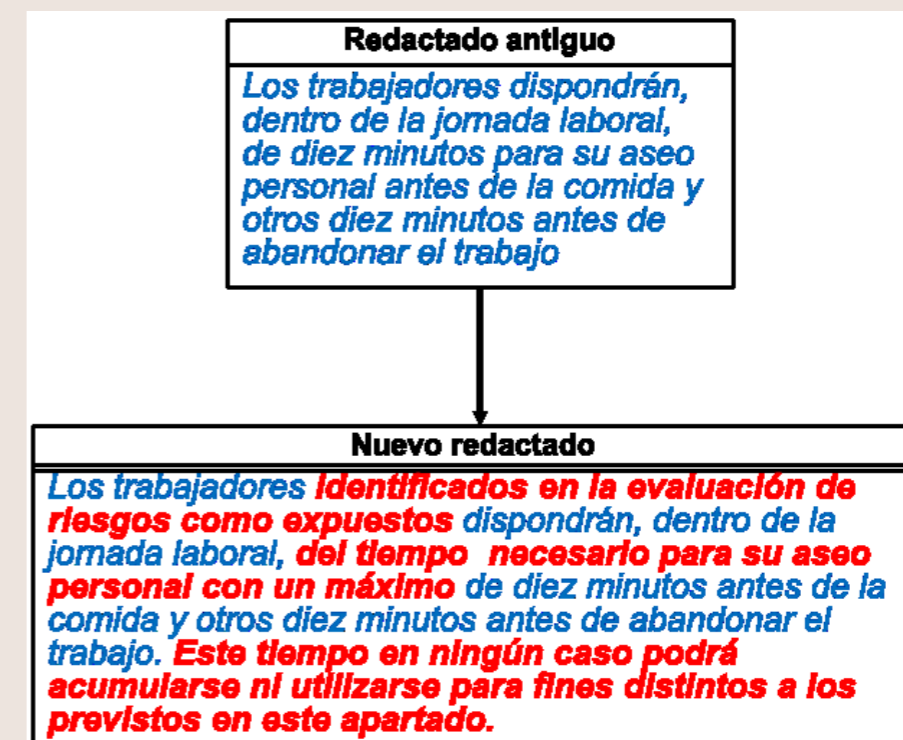 Redactado antiguo
Los trabajadores dispondrán,
dentro de la jornada laboral,
de diez minutos para su aseo
personal antes de la comida y
otros diez minutos antes de
abandonar el trabajo
Nuevo redactado
Los trabajadores identificados en la evaluación de
riesgos como expuestos dispondrán, dentro de la
jornada laboral, del tiempo necesario para su aseo
personal con un máximo de diez minutos antes de la
comida y otros diez minutos antes de abandonar el
trabajo. Este tiempo en ningún caso podrá
acumularse ni utilizarse para fines distintos a los
previstos en este apartado.